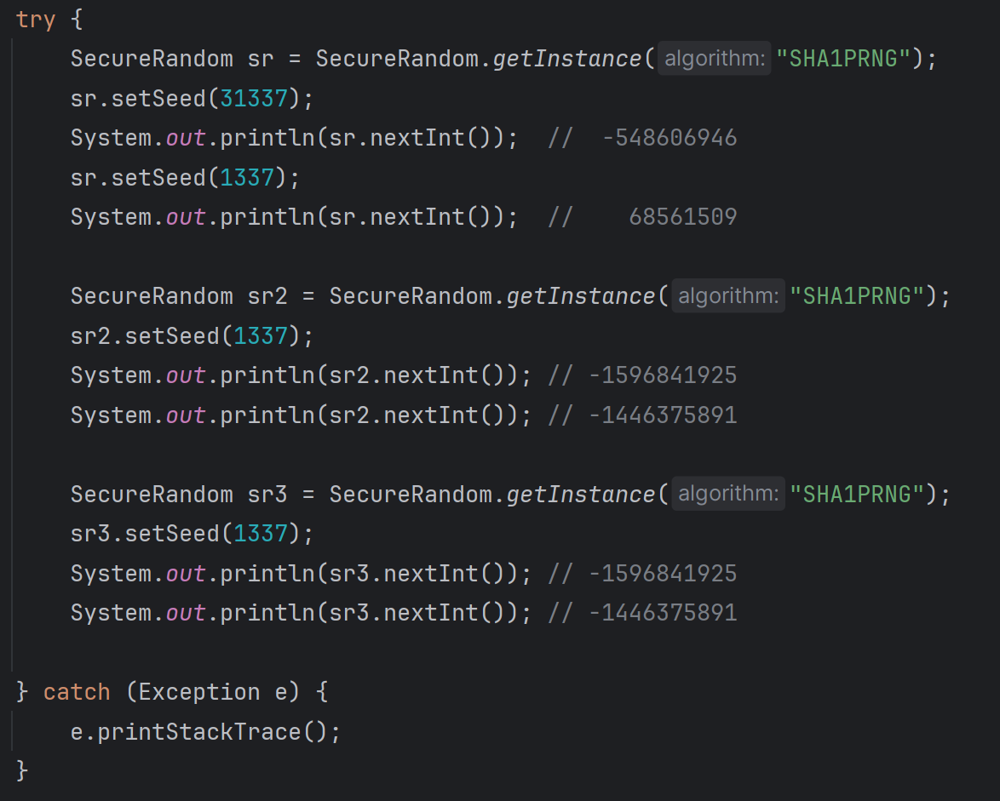 try {
    SecureRandom sr = SecureRandom.getInstance( algorithm: "SHA1PRNG");
    sr.setSeed(31337);
    System.out.println(sr.nextInt());  //  -548606946
    sr.setSeed(1337);
    System.out.println(sr.nextInt());  //    68561509

    SecureRandom sr2 = SecureRandom.getInstance( algorithm: "SHA1PRNG");
    sr2.setSeed(1337);
    System.out.println(sr2.nextInt()); // -1596841925
    System.out.println(sr2.nextInt()); // -1446375891

    SecureRandom sr3 = SecureRandom.getInstance( algorithm: "SHA1PRNG");
    sr3.setSeed(1337);
    System.out.println(sr3.nextInt()); // -1596841925
    System.out.println(sr3.nextInt()); // -1446375891

} catch (Exception e) {
    e.printStackTrace();
}